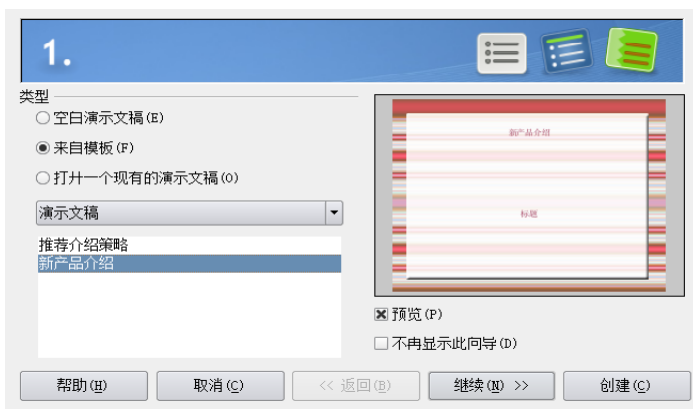 1.
类型
空白演示文稿(E)
来自模板(F)
打开一个现有的演示文稿(O)
演示文稿
推荐介绍策略
新产品介绍
新产品介绍
标题
预览(P)
不再显示此向导(D)
帮助(H)
取消(C)
<< 返回(B)
继续(N) >>
创建(C)